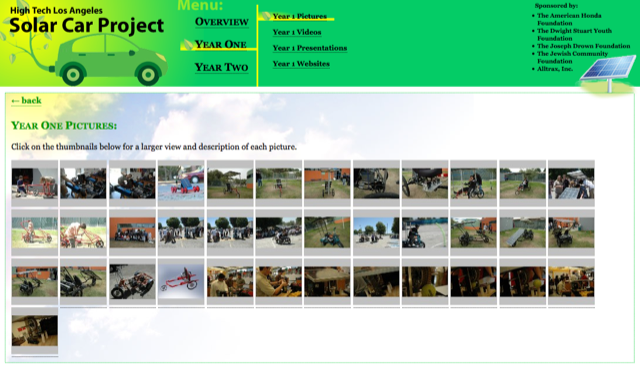 High Tech Los Angeles
Solar Car Project
Menu:
Overview
Year One
Year Two
Year 1 Pictures
Year 1 Videos
Year 1 Presentations
Year 1 Websites
Sponsored by:
• The American Honda
Foundation
• The Dwight Stuart Youth
Foundation
• The Joseph Drown Foundation
• The Jewish Community
Foundation
• Alltrax, Inc.
← back
Year One Pictures:
Click on the thumbnails below for a larger view and description of each picture.